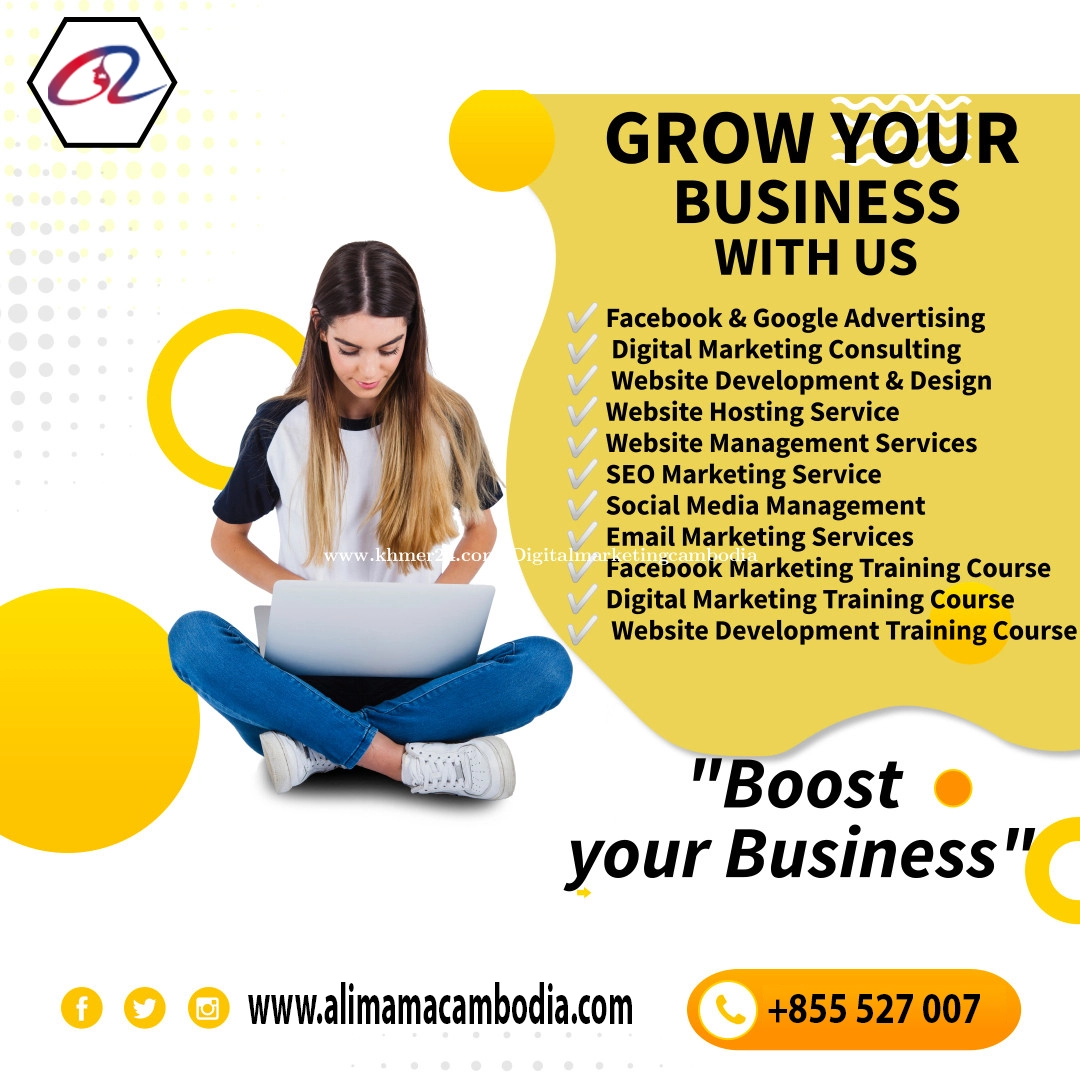 GROW YOUR
BUSINESS
WITH US
Facebook & Google Advertising
Digital Marketing Consulting
Website Development & Design
Website Hosting Service
Website Management Services
SEO Marketing Service
Social Media Management
Email Marketing Services
www.khmer24.com/Digitalmarketingcambodia
Facebook Marketing Training Course
Digital Marketing Training Course
Website Development Training Course
"Boost
your Business"
www.alimamacambodia.com
+855 527 007